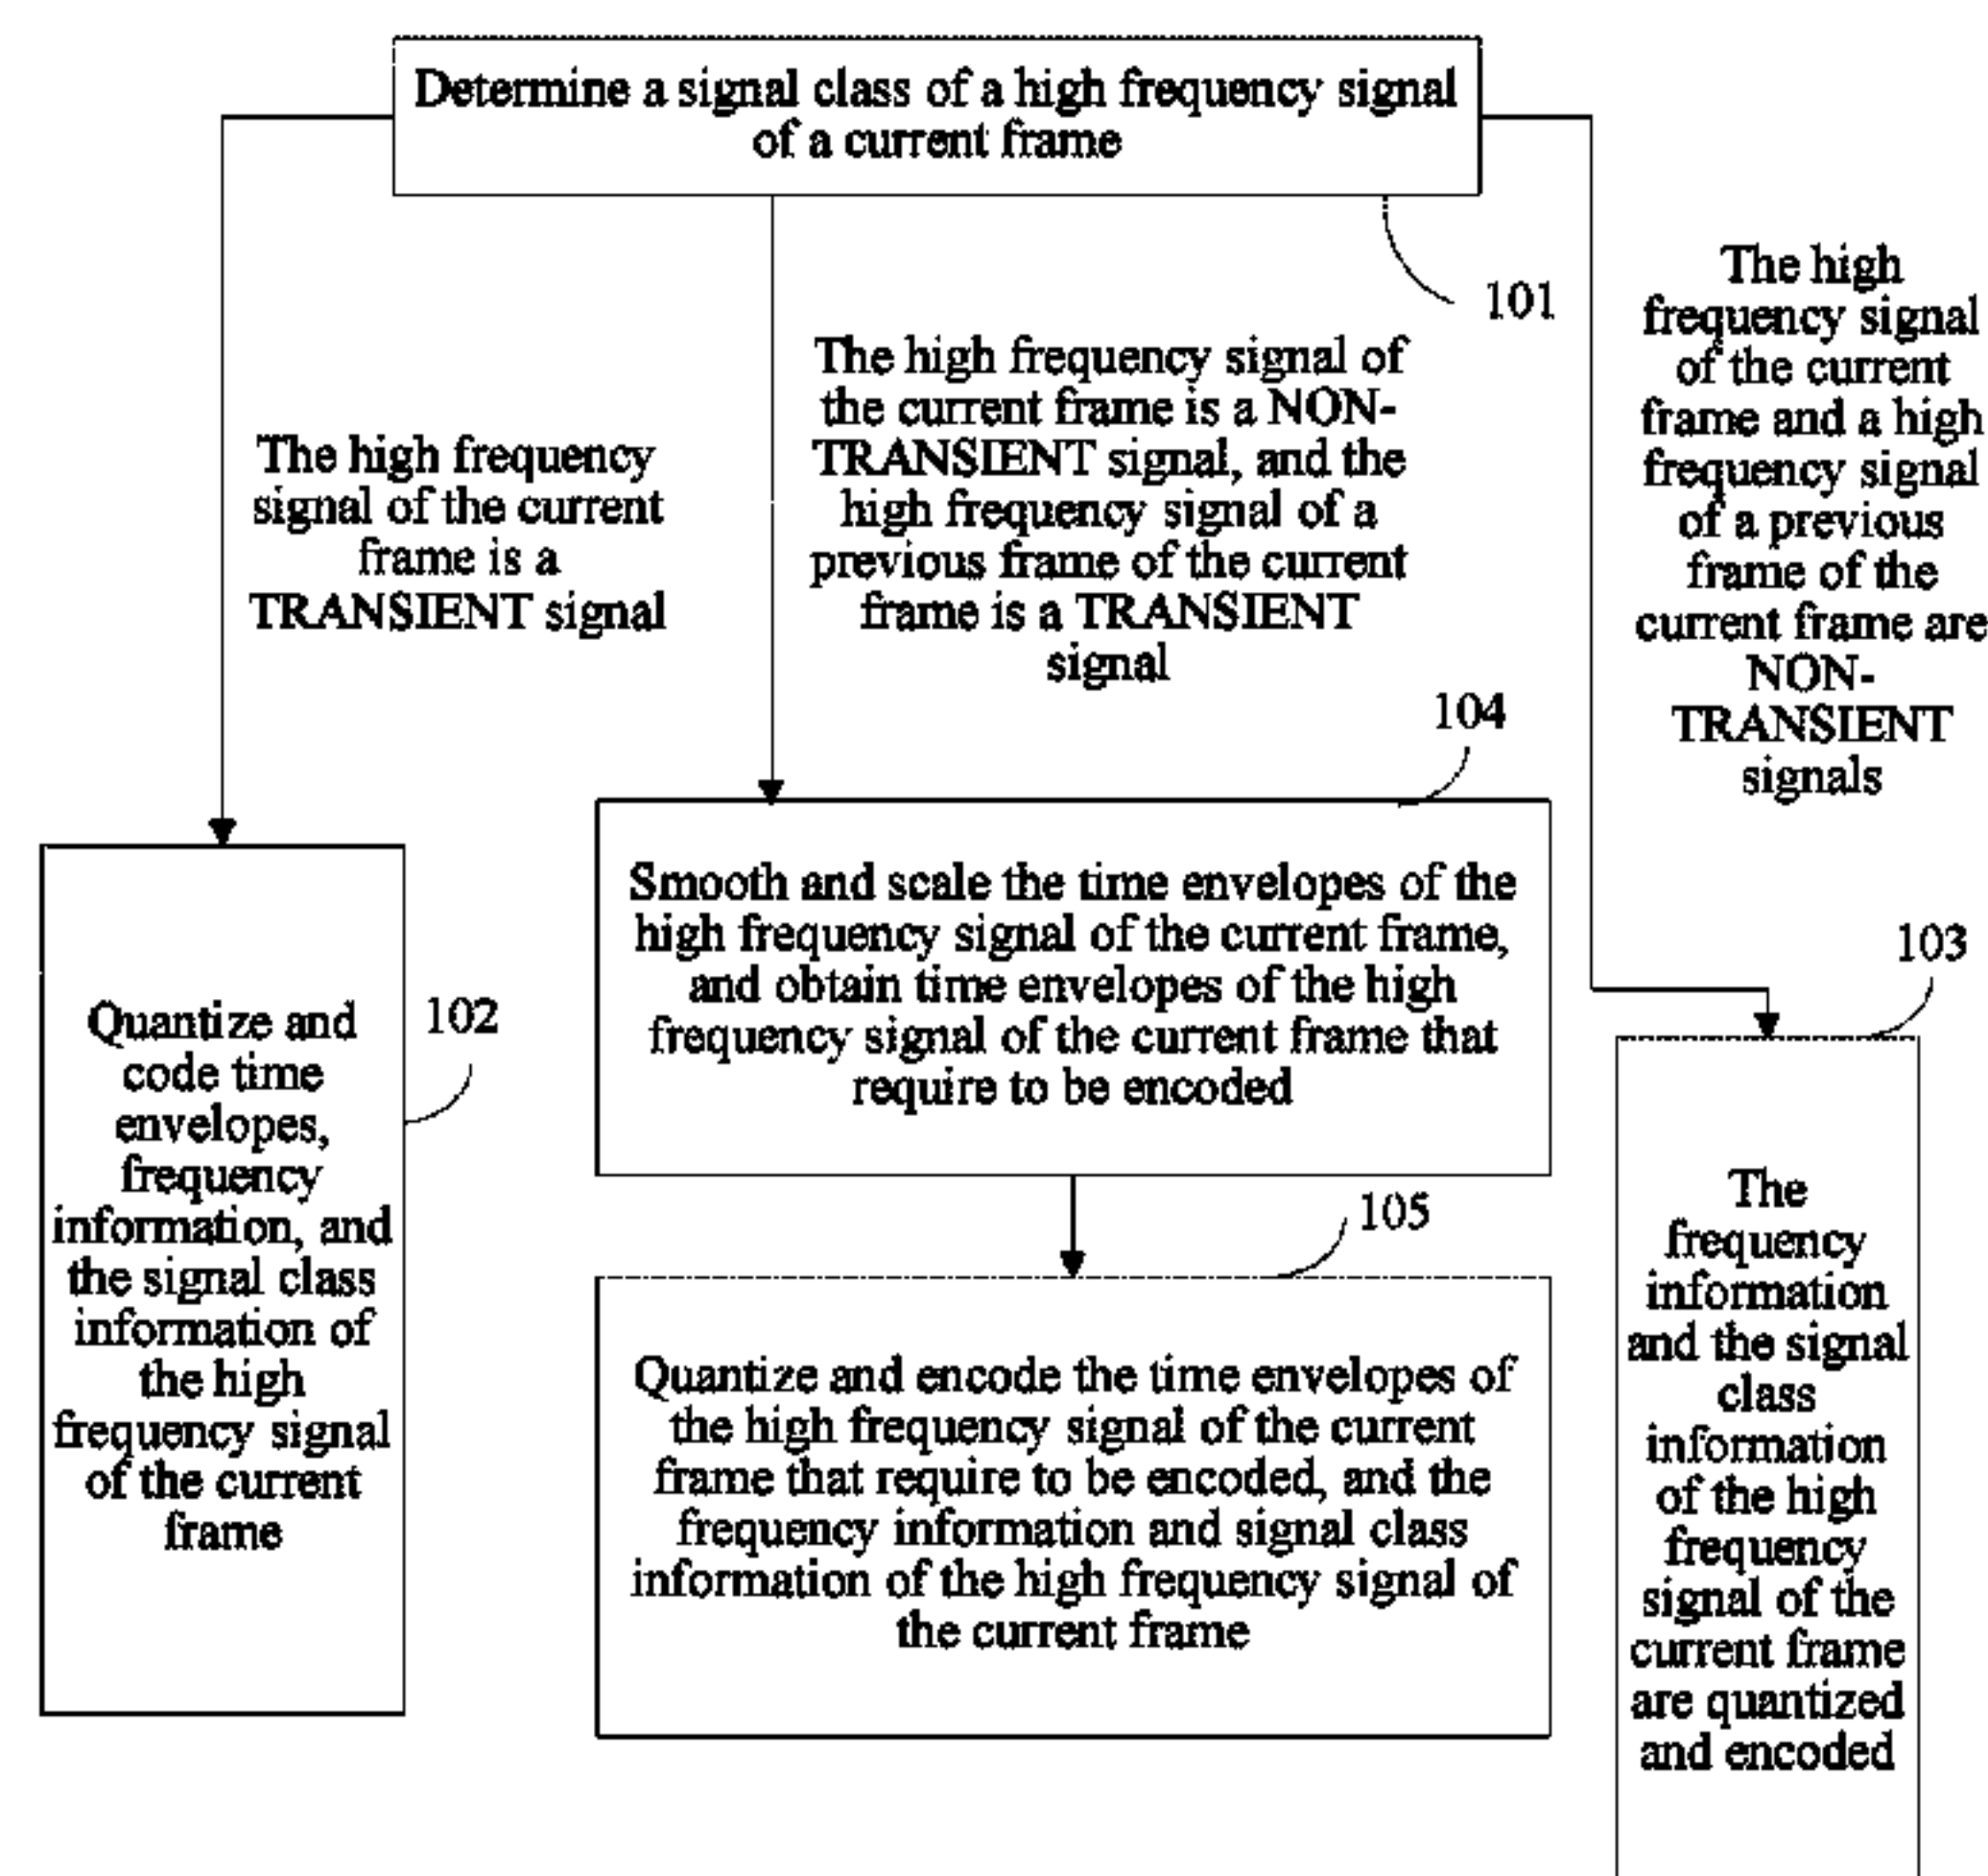 Determine a signal class of a high frequency signal
of a current frame
101
The high frequency
signal of the current
frame is a
TRANSIENT signal
The high frequency signal of
the current frame is a NON-
TRANSIENT signal, and the
high frequency signal of a
previous frame of the current
frame is a TRANSIENT
signal
The high
frequency signal
of the current
frame and a high
frequency signal
of a previous
frame of the
current frame are
NON-
TRANSIENT
signals
102
Quantize and
code time
envelopes,
frequency
information, and
the signal class
information of
the high
frequency signal
of the current
frame
104
Smooth and scale the time envelopes of the
high frequency signal of the current frame,
and obtain time envelopes of the high
frequency signal of the current frame that
require to be encoded
105
Quantize and encode the time envelopes of
the high frequency signal of the current
frame that require to be encoded, and the
frequency information and signal class
information of the high frequency signal of
the current frame
103
The
frequency
information
and the signal
class
information
of the high
frequency
signal of the
current frame
are quantized
and encoded